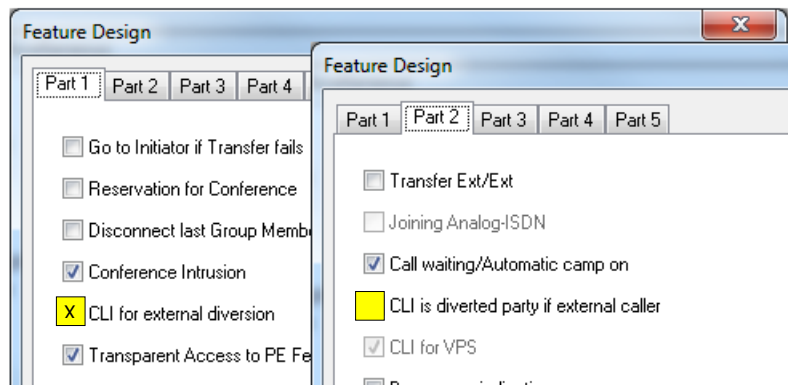 Feature Design
Part 1
Part 2
Part 3
Part 4
Go to Initiator if Transfer fails
Reservation for Conference
Disconnect last Group Memb
Conference Intrusion
X
CLI for external diversion
Transparent Access to PE Fe
Feature Design
Part 1
Part 2
Part 3
Part 4
Part 5
Transfer Ext/Ext
Joining Analog-ISDN
Call waiting/Automatic camp on
CLI is diverted party if external caller
CLI for VPS